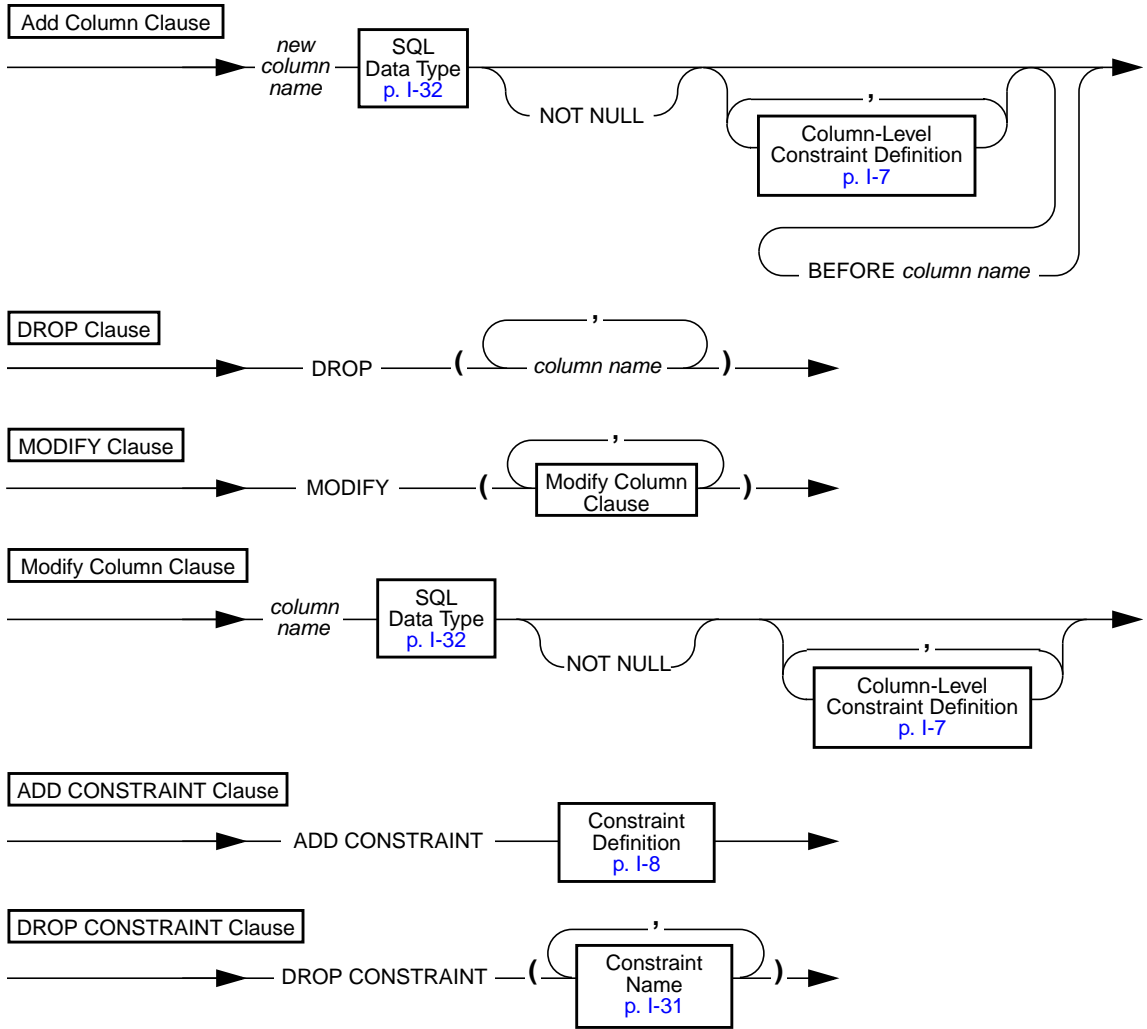 Add Column Clause
new
column
name
SQL
Data Type
p. I-32
NOT NULL
,
Column-Level
Constraint Definition
p. I-7
BEFORE column name
DROP Clause
DROP ( column name , )
MODIFY Clause
MODIFY ( , )
Modify Column
Clause
Modify Column Clause
column
name
SQL
Data Type
p. I-32
NOT NULL
,
Column-Level
Constraint Definition
p. I-7
ADD CONSTRAINT Clause
ADD CONSTRAINT
Constraint
Definition
p. I-8
DROP CONSTRAINT Clause
DROP CONSTRAINT ( , )
Constraint
Name
p. I-31